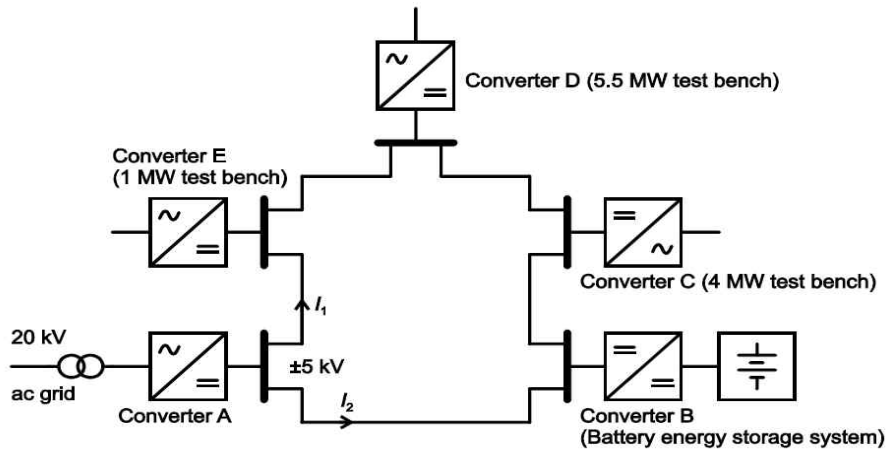 Converter D (5.5 MW test bench)
Converter E
(1 MW test bench)
Converter C (4 MW test bench)
I1
20 kV
±5 kV
ac grid
Converter A
I2
Converter B
(Battery energy storage system)